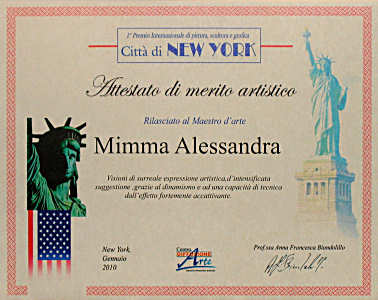 1° Premio Internazionale di pittura, scultura e grafica
Città di NEW YORK
Attestato di merito artistico
Rilasciato al Maestro d'arte
Mimma Alessandra
Visioni di surreale espressione artistica,d'intensificata
suggestione ,grazie al dinamismo e ad una capacità di tecnica
dall'effetto fortemente accattivante.
New York,
Gennaio
2010
Centro
DIFFUSIONE
Arte
Prof.ssa Anna Francesca Biondolillo